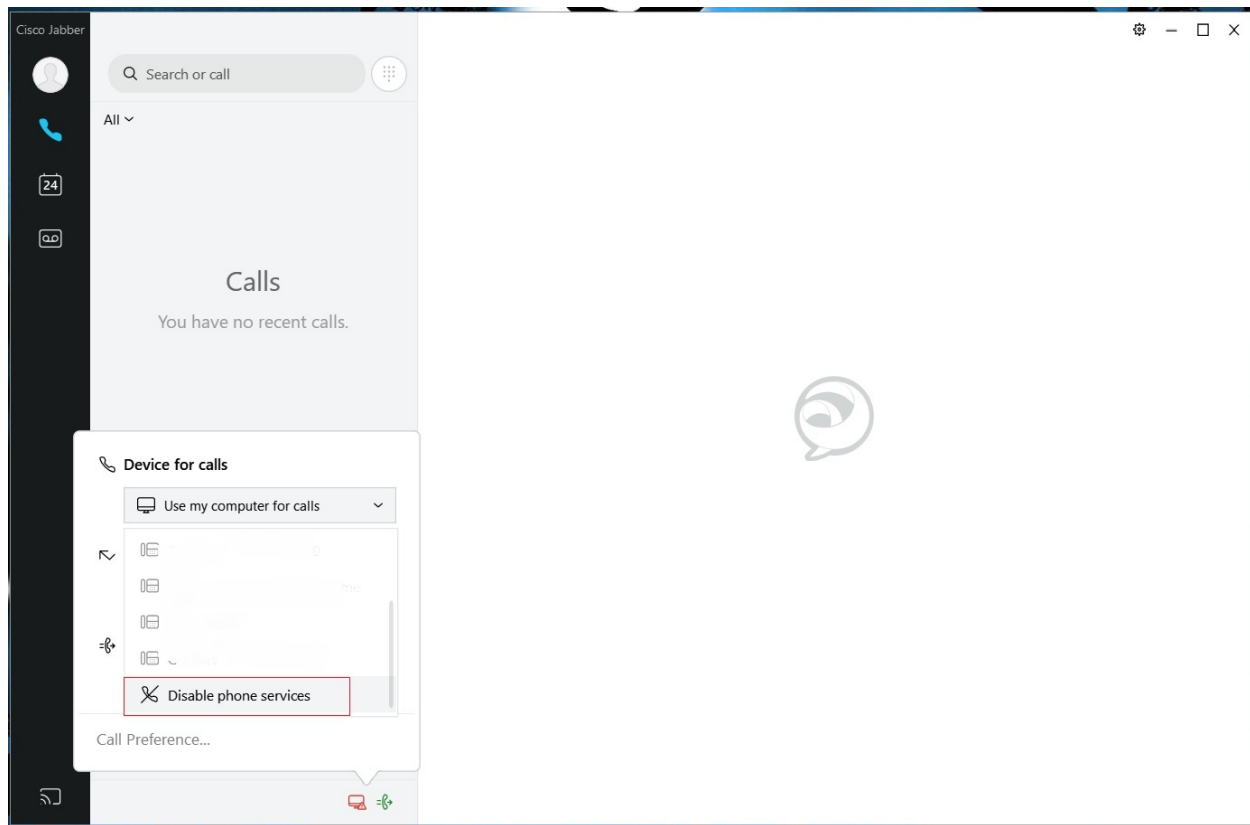 Cisco Jabber
Search or call
All
24
Calls
You have no recent calls.
Device for calls
Use my computer for calls
Disable phone services
Call Preference...